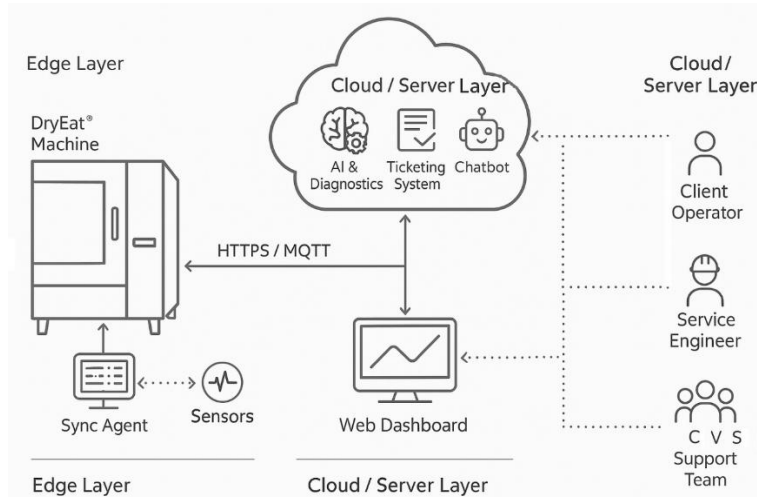 Edge Layer
DryEat®
Machine
Cloud / Server Layer
AI &
Diagnostics
Ticketing
System
Chatbot
Cloud/
Server Layer
Client
Operator
HTTPS / MQTT
Service
Engineer
Sync Agent
Sensors
Web Dashboard
C V S
Support
Team
Edge Layer
Cloud / Server Layer